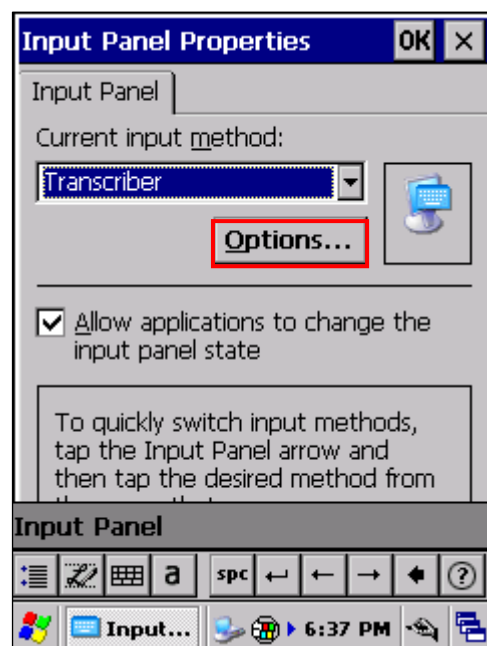 Input Panel Properties OK ×
Input Panel
Current input method:
Transcriber
Options...
Allow applications to change the
input panel state
To quickly switch input methods,
tap the Input Panel arrow and
then tap the desired method from
Input Panel
a spc ?
Input... 6:37 PM